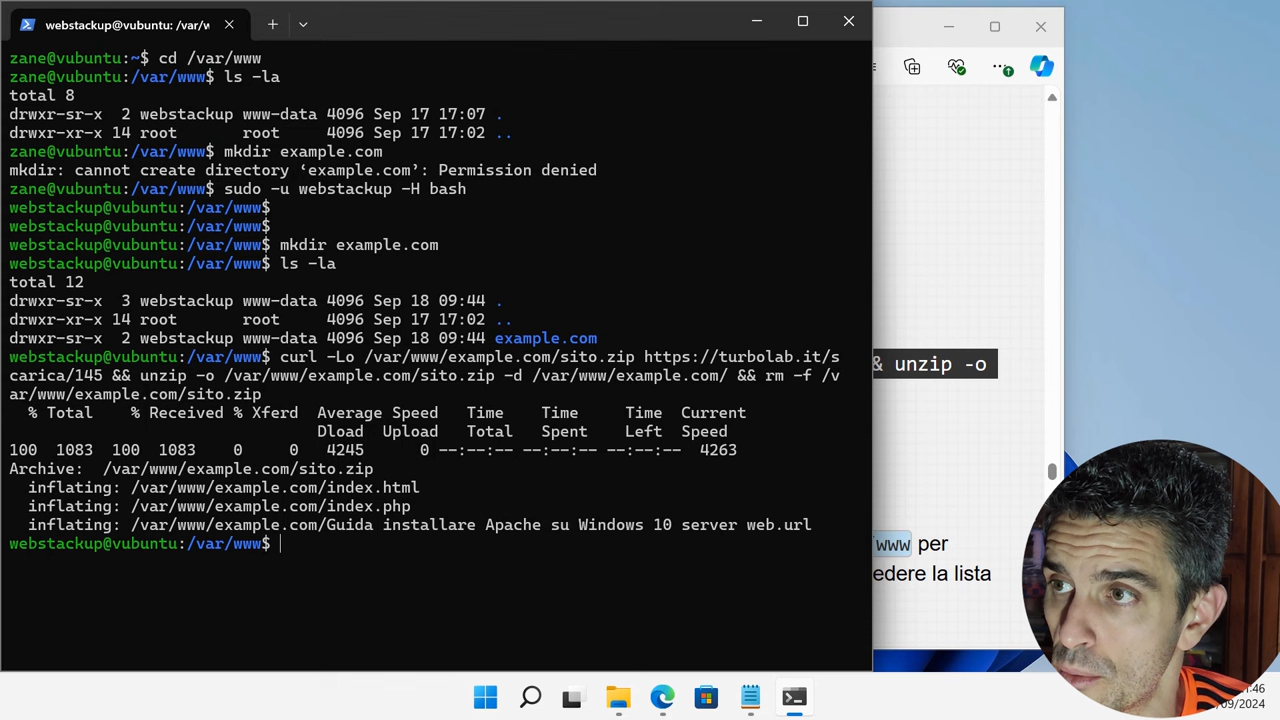 webstackup@vubuntu: /var/w
zane@vubuntu:~$ cd /var/www
zane@vubuntu:/var/www$ ls -la
total 8
drwxr-sr-x  2 webstackup www-data 4096 Sep 17 17:07 .
drwxr-xr-x 14 root       root     4096 Sep 17 17:02 ..
zane@vubuntu:/var/www$ mkdir example.com
mkdir: cannot create directory ‘example.com’: Permission denied
zane@vubuntu:/var/www$ sudo -u webstackup -H bash
webstackup@vubuntu:/var/www$
webstackup@vubuntu:/var/www$
webstackup@vubuntu:/var/www$ mkdir example.com
webstackup@vubuntu:/var/www$ ls -la
total 12
drwxr-sr-x  3 webstackup www-data 4096 Sep 18 09:44 .
drwxr-xr-x 14 root       root     4096 Sep 17 17:02 ..
drwxr-sr-x  2 webstackup www-data 4096 Sep 18 09:44 example.com
webstackup@vubuntu:/var/www$ curl -Lo /var/www/example.com/sito.zip https://turbolab.it/s
carica/145 && unzip -o /var/www/example.com/sito.zip -d /var/www/example.com/ && rm -f /v
ar/www/example.com/sito.zip
  % Total    % Received % Xferd  Average Speed   Time    Time     Time  Current
                                 Dload  Upload   Total   Spent    Left  Speed
100  1083  100  1083    0     0   4245      0 --:--:-- --:--:-- --:--:--  4263
Archive:  /var/www/example.com/sito.zip
  inflating: /var/www/example.com/index.html
  inflating: /var/www/example.com/index.php
  inflating: /var/www/example.com/Guida installare Apache su Windows 10 server web.url
webstackup@vubuntu:/var/www$
& unzip -o
www per
edere la lista
:46
/09/2024